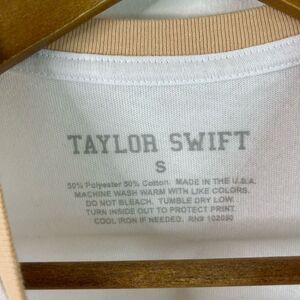 TAYLOR SWIFT
S
50% Polyester 50% Cotton. MADE IN THE U.S.A.
MACHINE WASH WARM WITH LIKE COLORS.
DO NOT BLEACH. TUMBLE DRY LOW.
TURN INSIDE OUT TO PROTECT PRINT.
COOL IRON IF NEEDED. RN# 102050